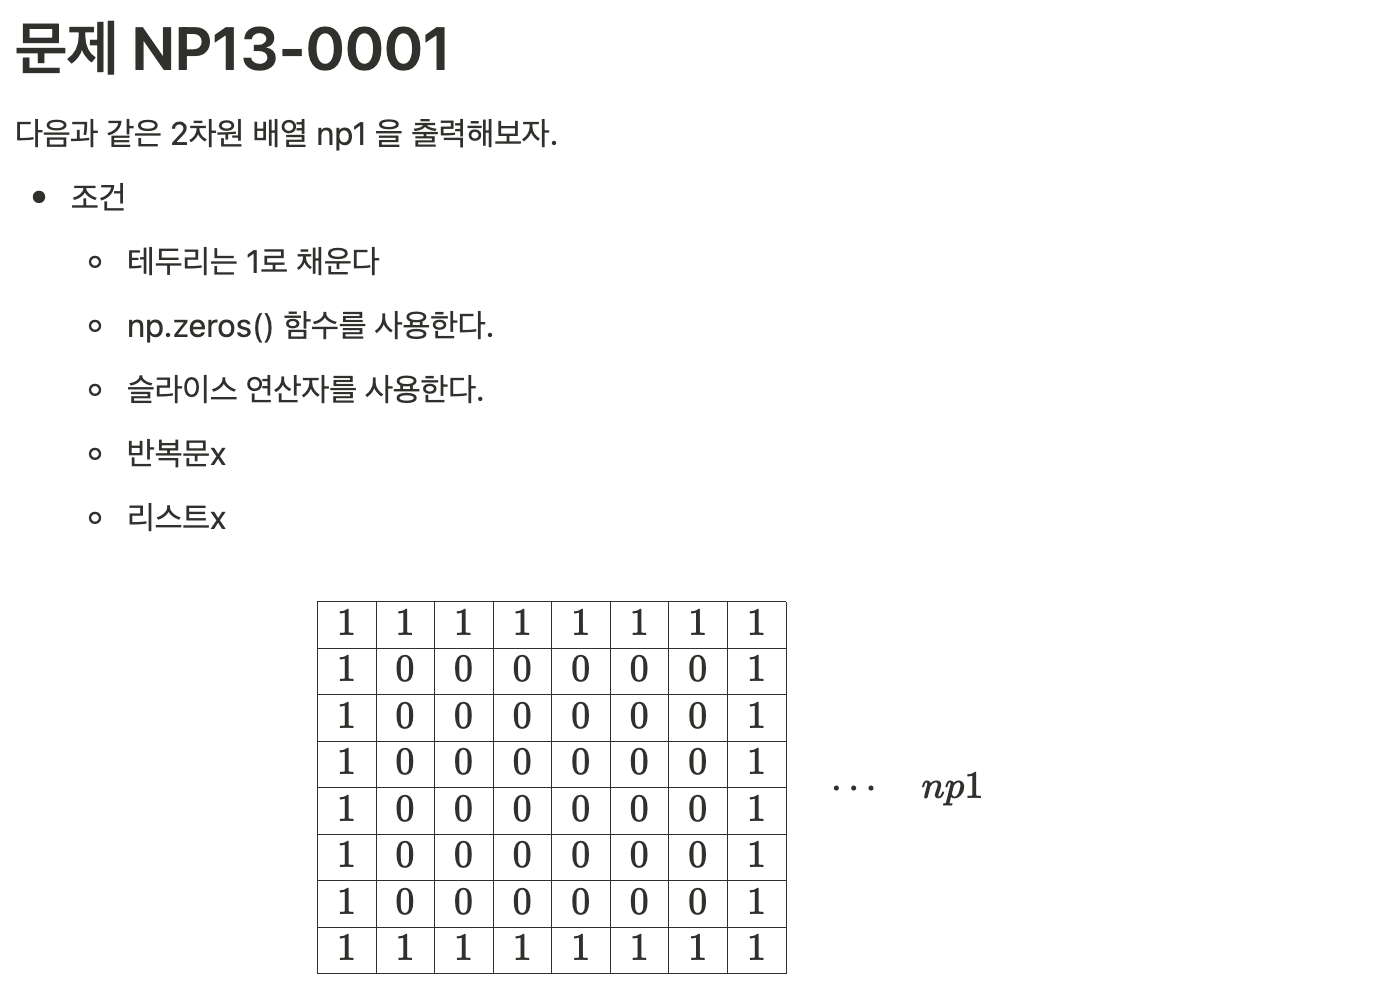 문제 NP13-0001
다음과 같은 2차원 배열 np1 을 출력해보자.
조건
테두리는 1로 채운다
np.zeros() 함수를 사용한다.
슬라이스 연산자를 사용한다.
반복문x
리스트x
1 1 1 1 1 1 1 1
1 0 0 0 0 0 0 1
1 0 0 0 0 0 0 1
1 0 0 0 0 0 0 1
1 0 0 0 0 0 0 1
1 0 0 0 0 0 0 1
1 0 0 0 0 0 0 1
1 1 1 1 1 1 1 1
··· np1